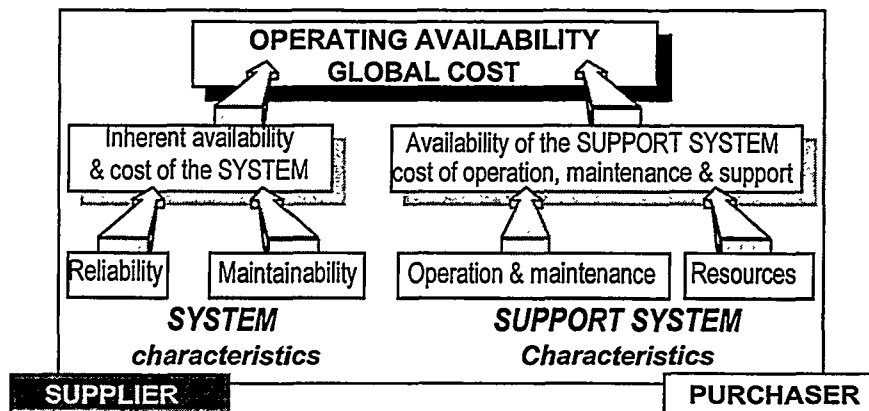 OPERATING AVAILABILITY
GLOBAL COST
Inherent availability
& cost of the SYSTEM
Availability of the SUPPORT SYSTEM
cost of operation, maintenance & support
Reliability
Maintainability
Operation & maintenance
Resources
SYSTEM
characteristics
SUPPORT SYSTEM
Characteristics
SUPPLIER
PURCHASER